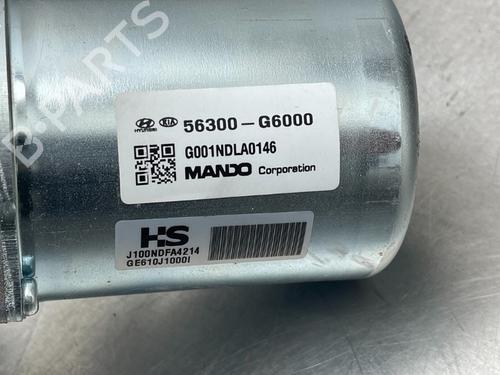 B-PARTS
HYUNDAI KIA 56300-G6000
G001NDLA0146
MANDO Corporation
HS
J100NDFA4214
GE610J1000I